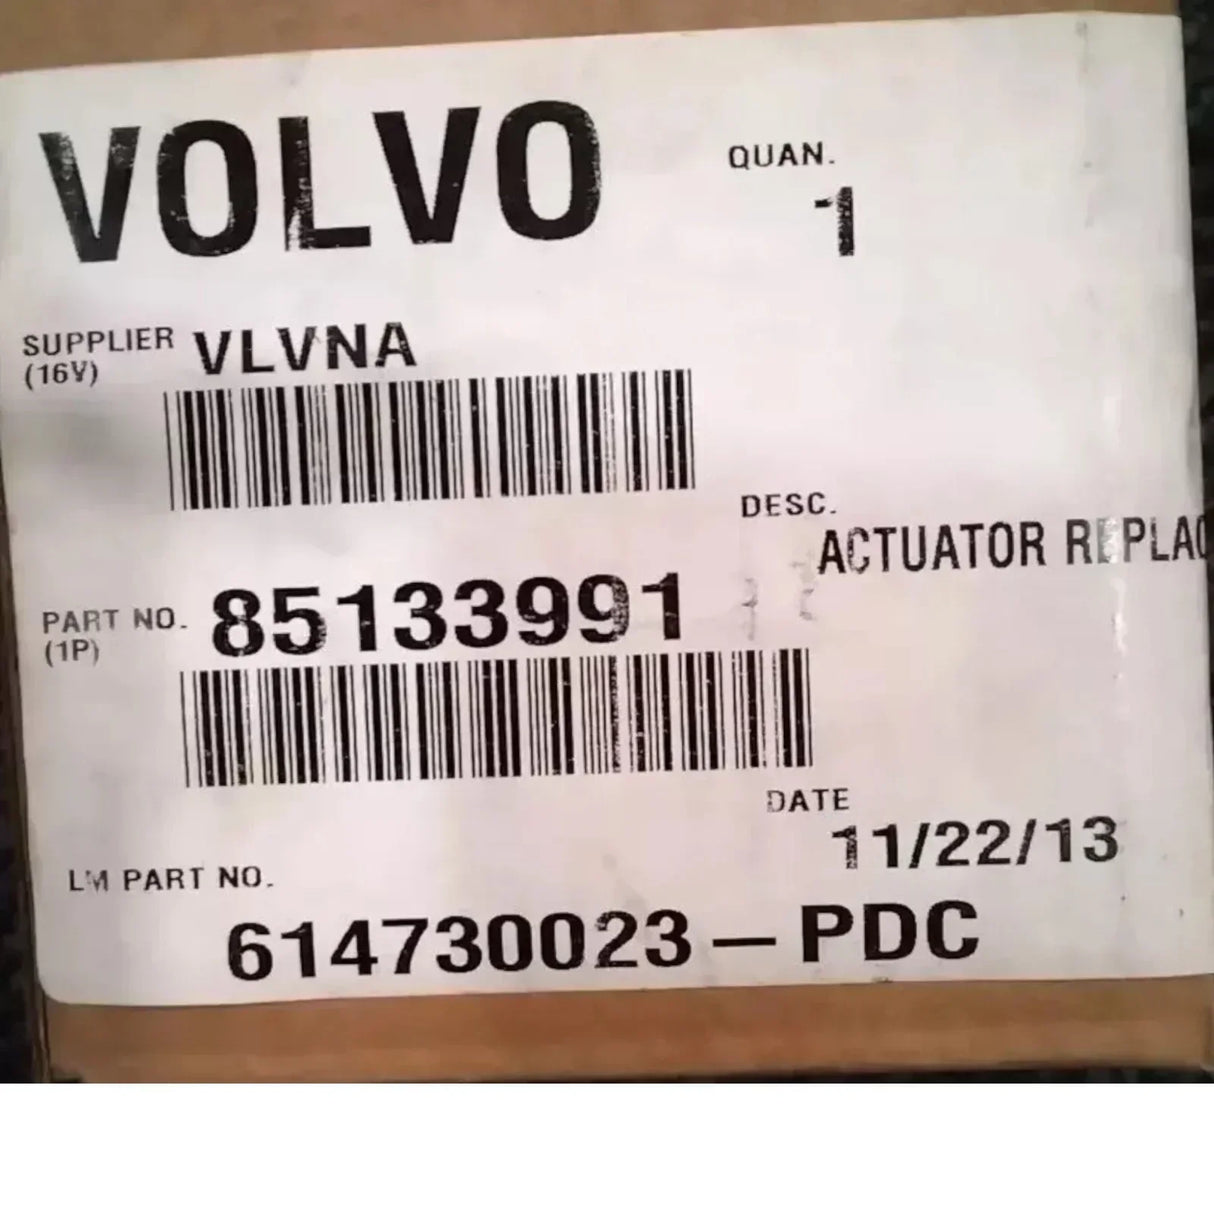 VOLVO
QUAN.
1
SUPPLIER VLVNA
(16V)
DESC.
ACTUATOR REPLAC
PART NO. 85133991
(1P)
DATE
11/22/13
LM PART NO.
614730023-PDC